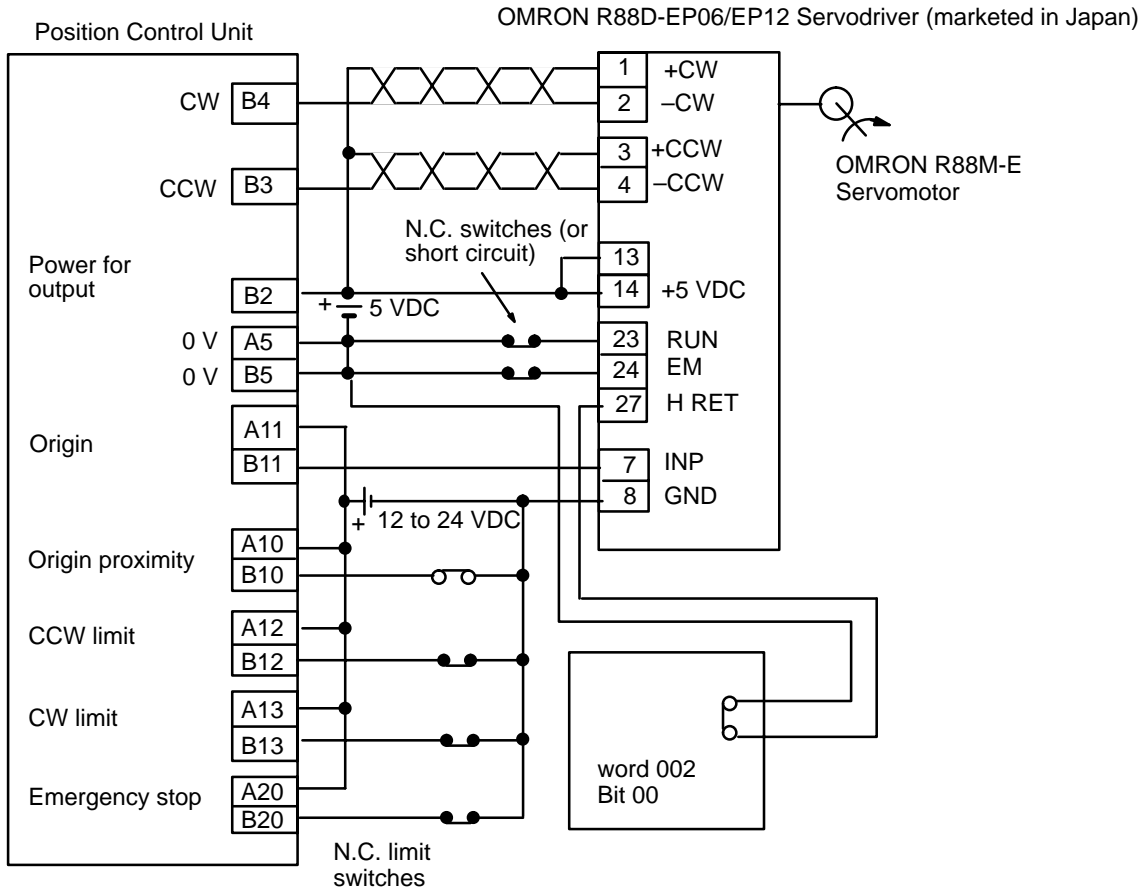 OMRON R88D-EP06/EP12 Servodriver (marketed in Japan)
Position Control Unit
CW B4
CCW B3
Power for
output
B2
0 V A5
0 V B5
Origin
A11
B11
Origin proximity
A10
B10
CCW limit
A12
B12
CW limit
A13
B13
Emergency stop
A20
B20
N.C. switches (or
short circuit)
+ 5 VDC
+ 12 to 24 VDC
N.C. limit
switches
1 +CW
2 –CW
3 +CCW
4 –CCW
13
14 +5 VDC
23 RUN
24 EM
27 H RET
7 INP
8 GND
OMRON R88M-E
Servomotor
word 002
Bit 00